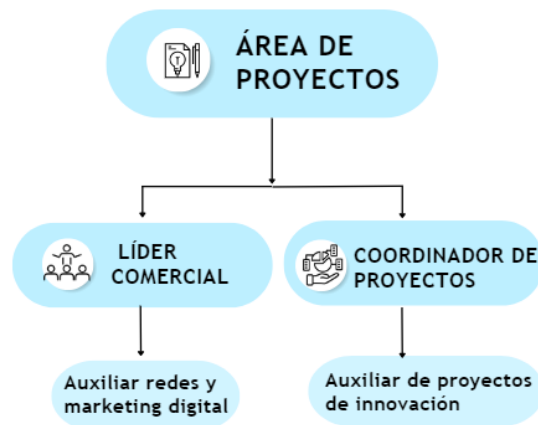 ÁREA DE
PROYECTOS
LÍDER
COMERCIAL
COORDINADOR DE
PROYECTOS
Auxiliar redes y
marketing digital
Auxiliar de proyectos
de innovación